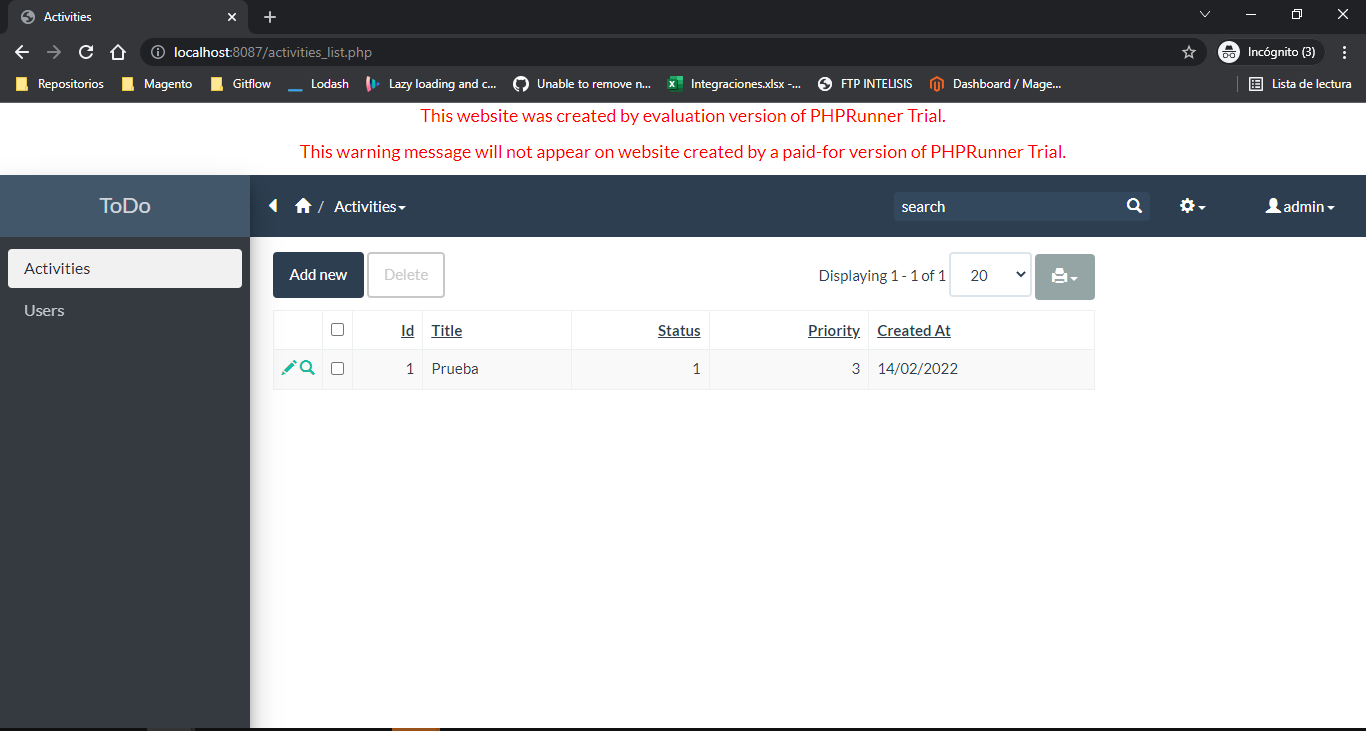 Activities
localhost:8087/activities_list.php
Incógnito (3)
Repositorios Magento Gitflow Lodash Lazy loading and c... Unable to remove n... Integraciones.xlsx -... FTP INTELISIS Dashboard / Mage... Lista de lectura
This website was created by evaluation version of PHPRunner Trial.
This warning message will not appear on website created by a paid-for version of PHPRunner Trial.
ToDo
/ Activities
search
admin
Activities
Users
Add new Delete
Displaying 1 - 1 of 1 20
Id Title Status Priority Created At
1 Prueba 1 3 14/02/2022